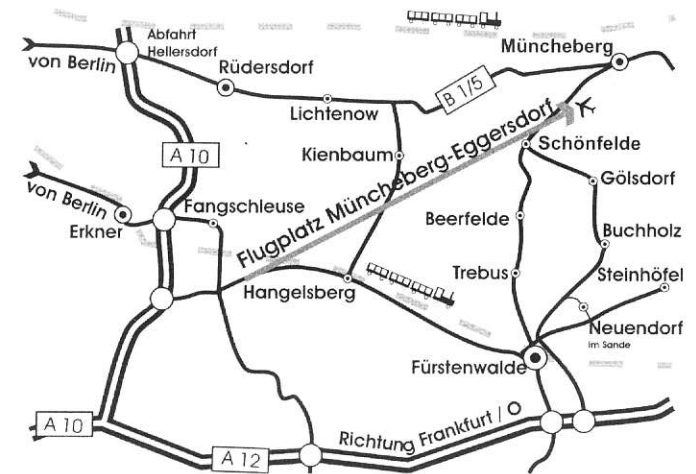 Abfahrt
Hellersdorf
von Berlin
Müncheberg
Rüdersdorf
B 1/5
Lichtenow
A 10
Kienbaum
Schönfelde
Flugplatz Müncheberg-Eggersdorf
Gölsdorf
von Berlin
Fangschleuse
Erkner
Beerfelde
Buchholz
Trebus
Steinhöfel
Hangelsberg
Neuendorf
im Sande
Fürstenwalde
A 10
Richtung Frankfurt / O
A 12